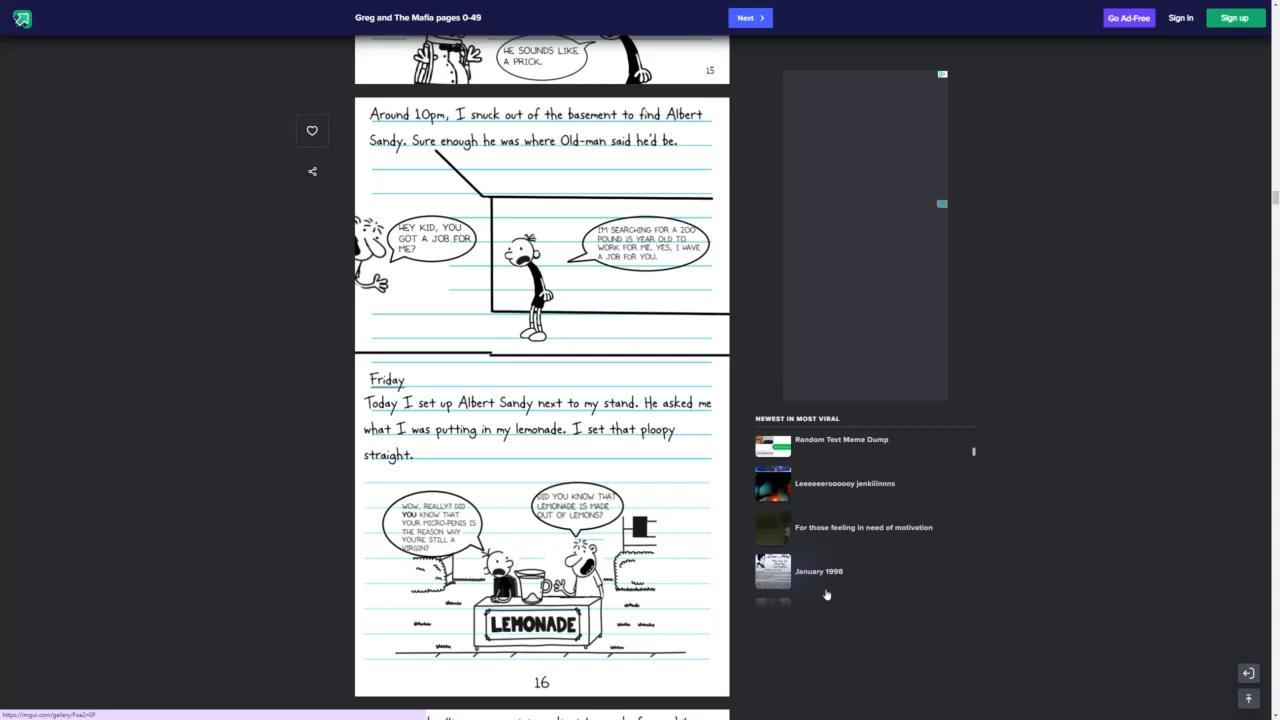 Greg and The Mafia pages 0-49
Next
Go Ad-Free
Sign in
Sign up
HE SOUNDS LIKE
A PRICK.
15
Around 10pm, I snuck out of the basement to find Albert
Sandy. Sure enough he was where Old-man said he'd be.
HEY KID, YOU
GOT A JOB FOR
ME?
I'M SEARCHING FOR A 200
POUND 15 YEAR OLD TO
WORK FOR ME. YES, I HAVE
A JOB FOR YOU.
Friday
Today I set up Albert Sandy next to my stand. He asked me
what I was putting in my lemonade. I set that ploopy
straight.
WOW, REALLY? DID
YOU KNOW THAT
YOUR MICRO-PENIS IS
THE REASON WHY
YOU'RE STILL A
VIRGIN?
DID YOU KNOW THAT
LEMONADE IS MADE
OUT OF LEMONS?
LEMONADE
16
NEWEST IN MOST VIRAL
Random Text Meme Dump
Leeeeeroooooy jenkiiinnns
For those feeling in need of motivation
January 1998
https://imgur.com/gallery/Foa2nSP